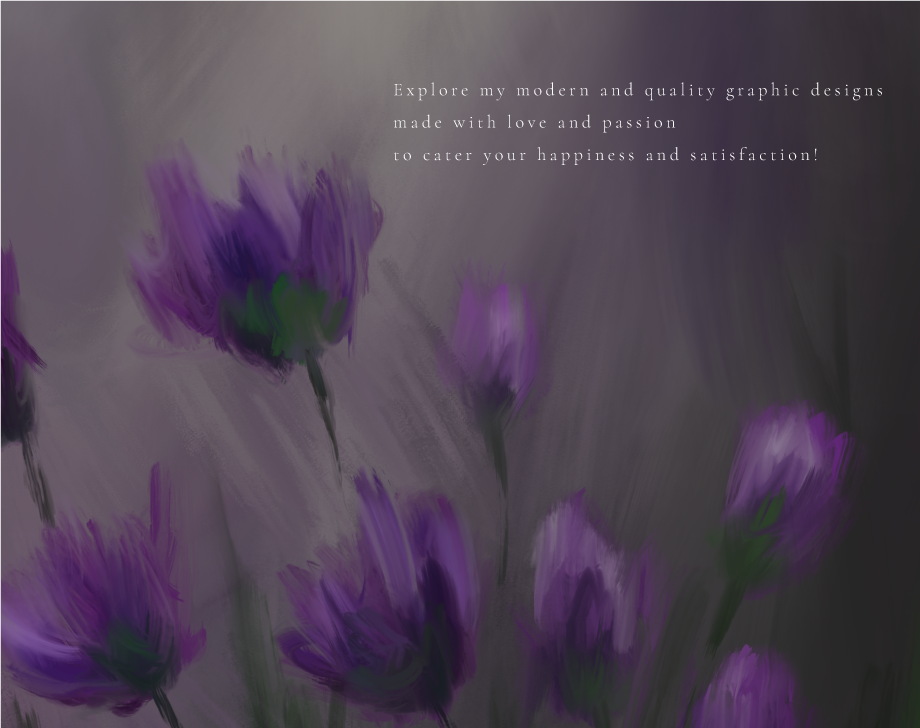 Explore my modern and quality graphic designs
made with love and passion
to cater your happiness and satisfaction!